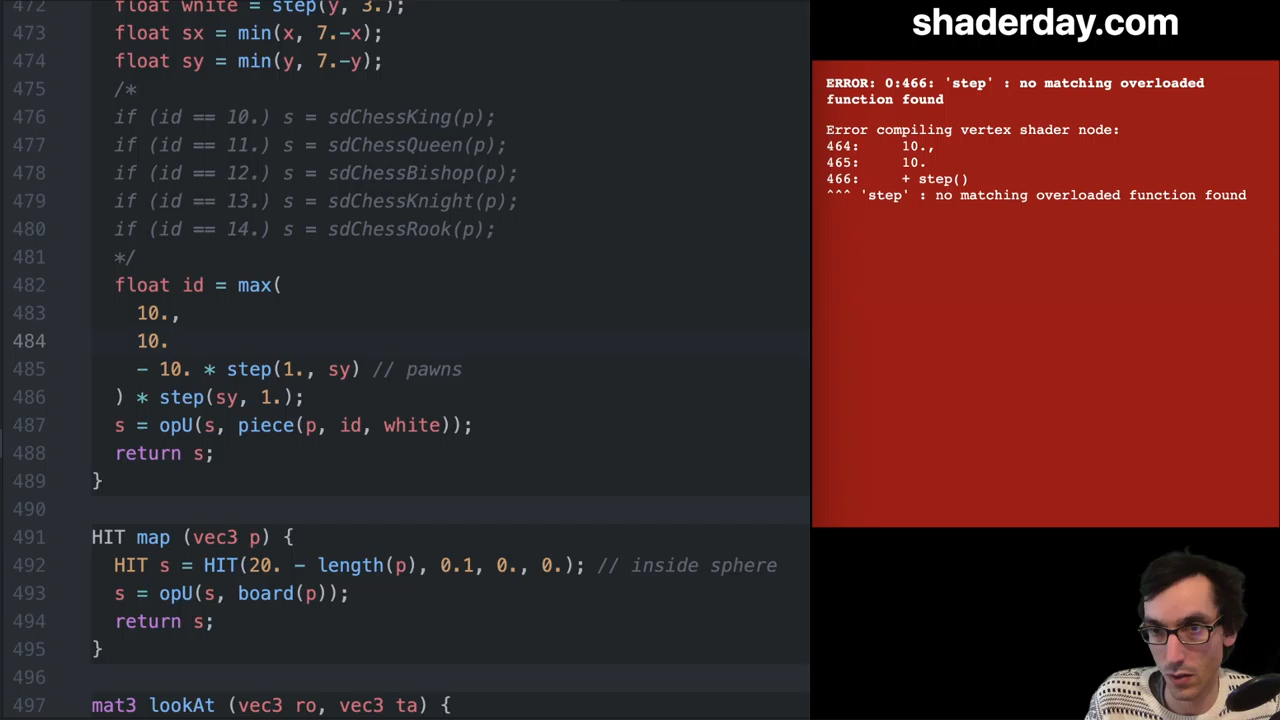 472 float white = step(y, 3.);
473 float sx = min(x, 7.-x);
474 float sy = min(y, 7.-y);
475 /*
476 if (id == 10.) s = sdChessKing(p);
477 if (id == 11.) s = sdChessQueen(p);
478 if (id == 12.) s = sdChessBishop(p);
479 if (id == 13.) s = sdChessKnight(p);
480 if (id == 14.) s = sdChessRook(p);
481 */
482 float id = max(
483 10.,
484 10.
485 - 10. * step(1., sy) // pawns
486 ) * step(sy, 1.);
487 s = opU(s, piece(p, id, white));
488 return s;
489 }
490
491 HIT map (vec3 p) {
492 HIT s = HIT(20. - length(p), 0.1, 0., 0.); // inside sphere
493 s = opU(s, board(p));
494 return s;
495 }
496
497 mat3 lookAt (vec3 ro, vec3 ta) {
shaderday.com
ERROR: 0:466: 'step' : no matching overloaded
function found
Error compiling vertex shader node:
464: 10.,
465: 10.
466: + step()
^^^ 'step' : no matching overloaded function found